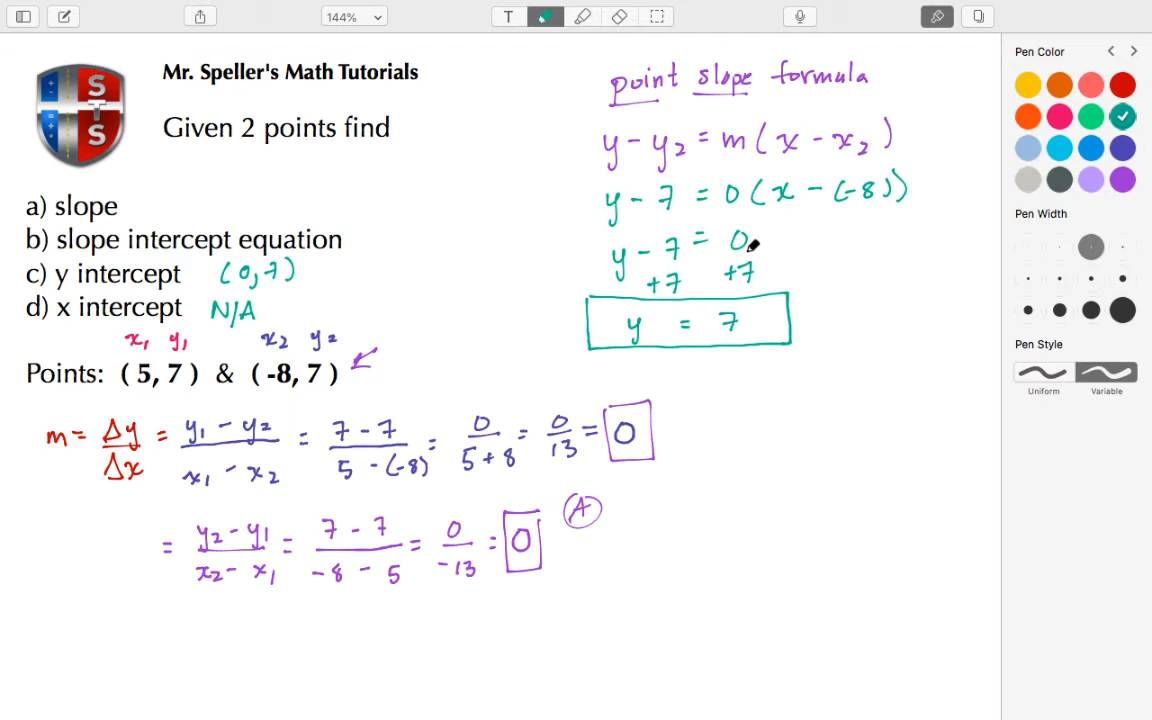 144%
T
Mr. Speller's Math Tutorials
Given 2 points find
S
T
S
a) slope
b) slope intercept equation
c) y intercept (0,7)
d) x intercept N/A
x₁ y₁ x₂ y₂
Points: ( 5, 7 ) & ( -8, 7 )
m = Δy/Δx = (y₁ - y₂)/(x₁ - x₂) = (7 - 7)/(5 - (-8)) = 0/(5 + 8) = 0/13 = 0
= (y₂ - y₁)/(x₂ - x₁) = (7 - 7)/(-8 - 5) = 0/-13 = 0 A
point slope formula
y - y₂ = m(x - x₂)
y - 7 = 0(x - (-8))
y - 7 = 0
+7 +7
y = 7
Pen Color
Pen Width
Pen Style
Uniform Variable